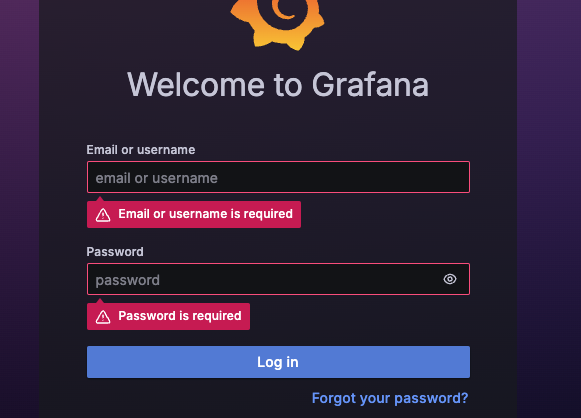 Welcome to Grafana
Email or username
email or username
Email or username is required
Password
password
Password is required
Log in
Forgot your password?